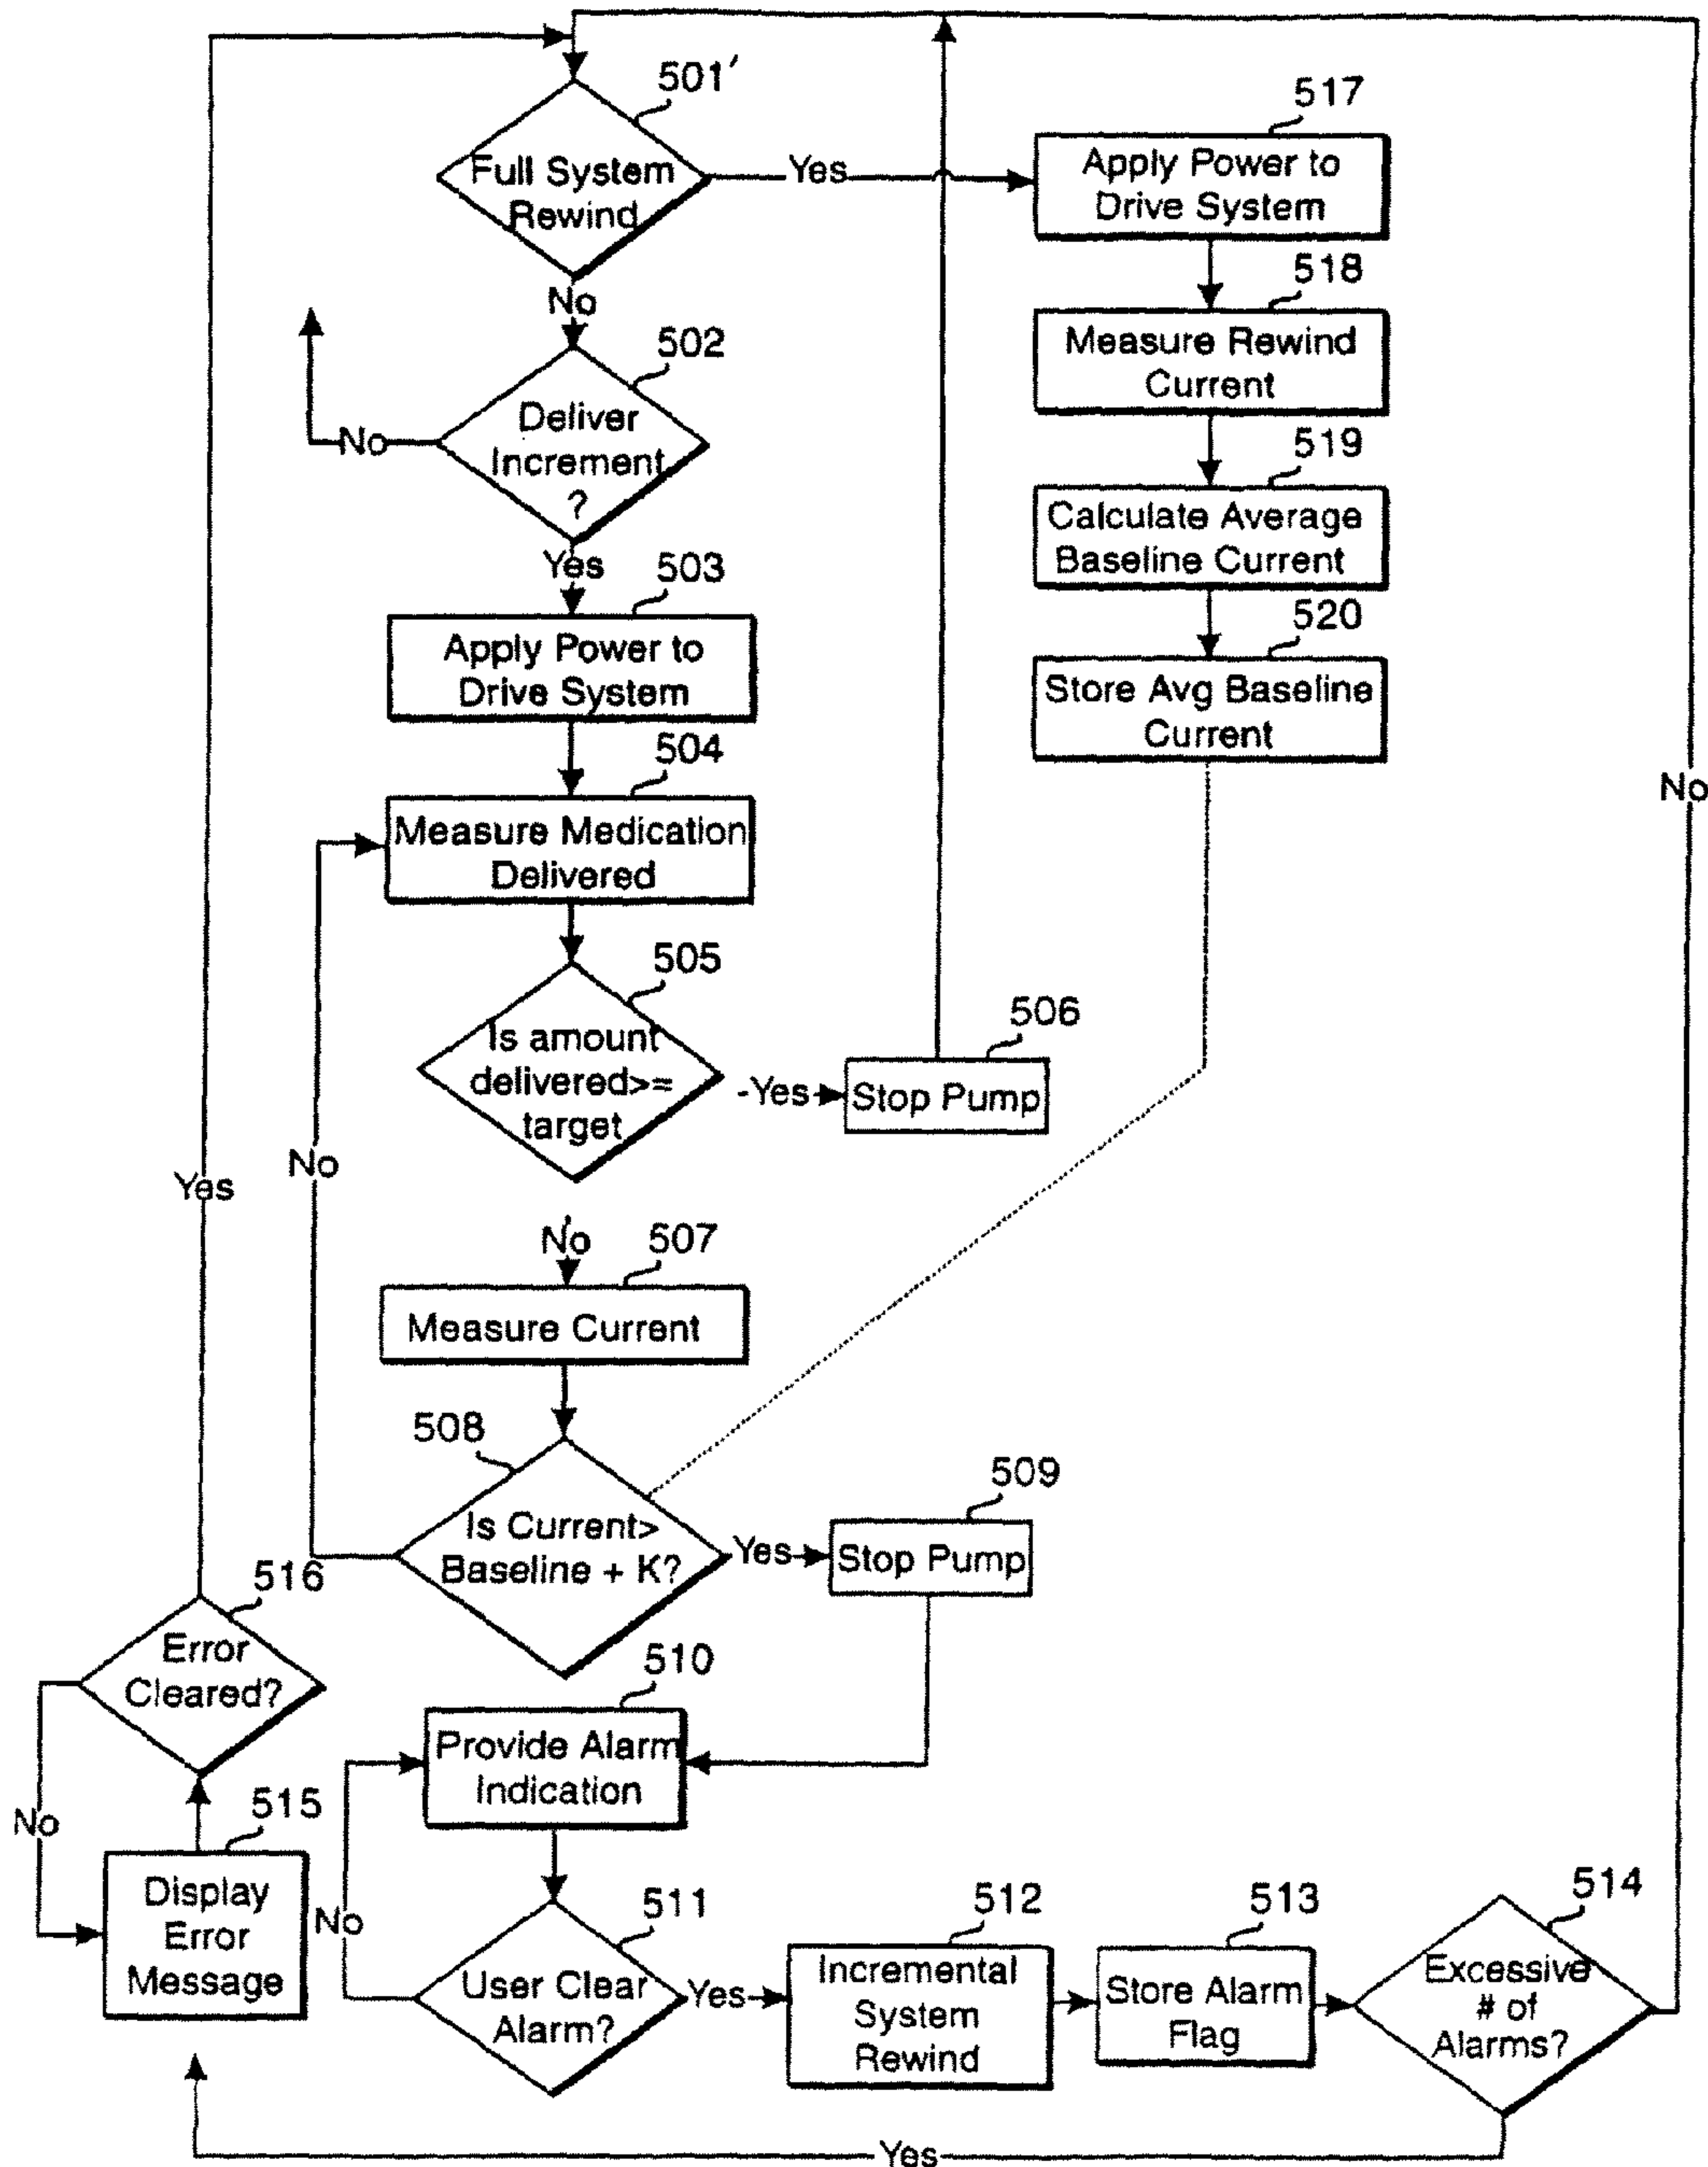 501'
Full System
Rewind
Yes
517
Apply Power to
Drive System
No
518
Measure Rewind
Current
502
Deliver
Increment
?
No
519
Calculate Average
Baseline Current
Yes
503
Apply Power to
Drive System
520
Store Avg Baseline
Current
504
Measure Medication
Delivered
No
505
Is amount
delivered>=
target
-Yes
506
Stop Pump
No
Yes
No
507
Measure Current
508
Is Current>
Baseline + K?
Yes
509
Stop Pump
516
Error
Cleared?
No
510
Provide Alarm
Indication
515
Display
Error
Message
No
511
User Clear
Alarm?
Yes
512
Incremental
System
Rewind
513
Store Alarm
Flag
514
Excessive
# of
Alarms?
Yes